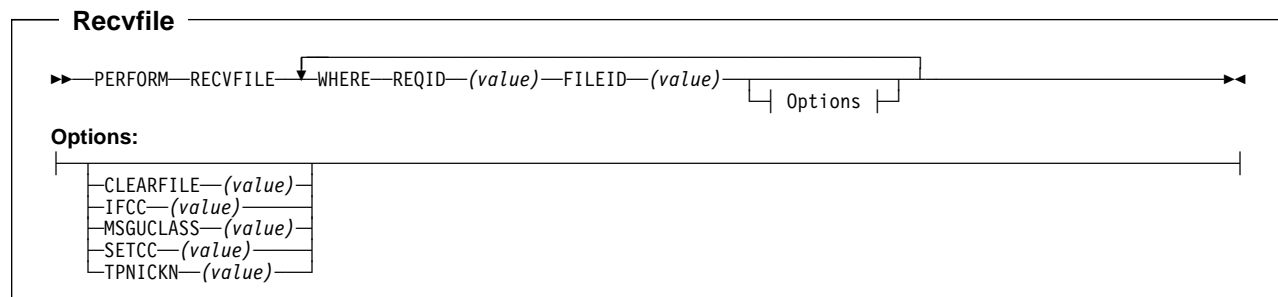 Recvfile
PERFORM RECVFILE WHERE REQID (value) FILEID (value)
Options
Options:
CLEARFILE (value)
IFCC (value)
MSGUCLASS (value)
SETCC (value)
TPNICKN (value)